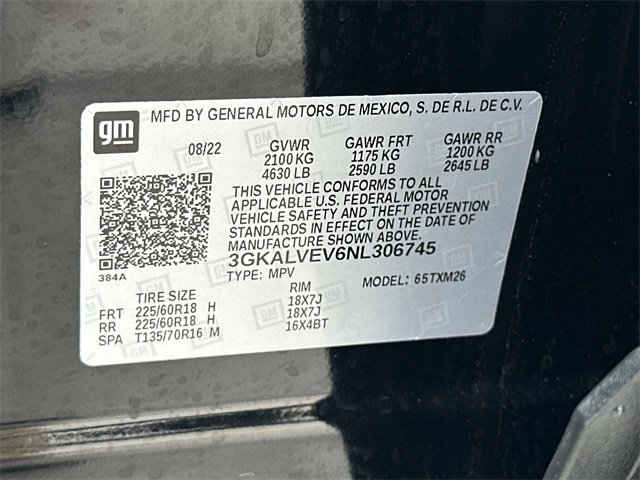 gm
MFD BY GENERAL MOTORS DE MEXICO, S. DE R.L. DE C.V.
08/22 GVWR GAWR FRT GAWR RR
2100 KG 1175 KG 1200 KG
4630 LB 2590 LB 2645 LB
THIS VEHICLE CONFORMS TO ALL
APPLICABLE U.S. FEDERAL MOTOR
VEHICLE SAFETY AND THEFT PREVENTION
STANDARDS IN EFFECT ON THE DATE OF
MANUFACTURE SHOWN ABOVE.
384A
3GKALVEV6NL306745
TYPE: MPV MODEL: 65TXM26
TIRE SIZE RIM
FRT 225/60R18 H 18X7J
RR 225/60R18 H 18X7J
SPA T135/70R16 M 16X4BT